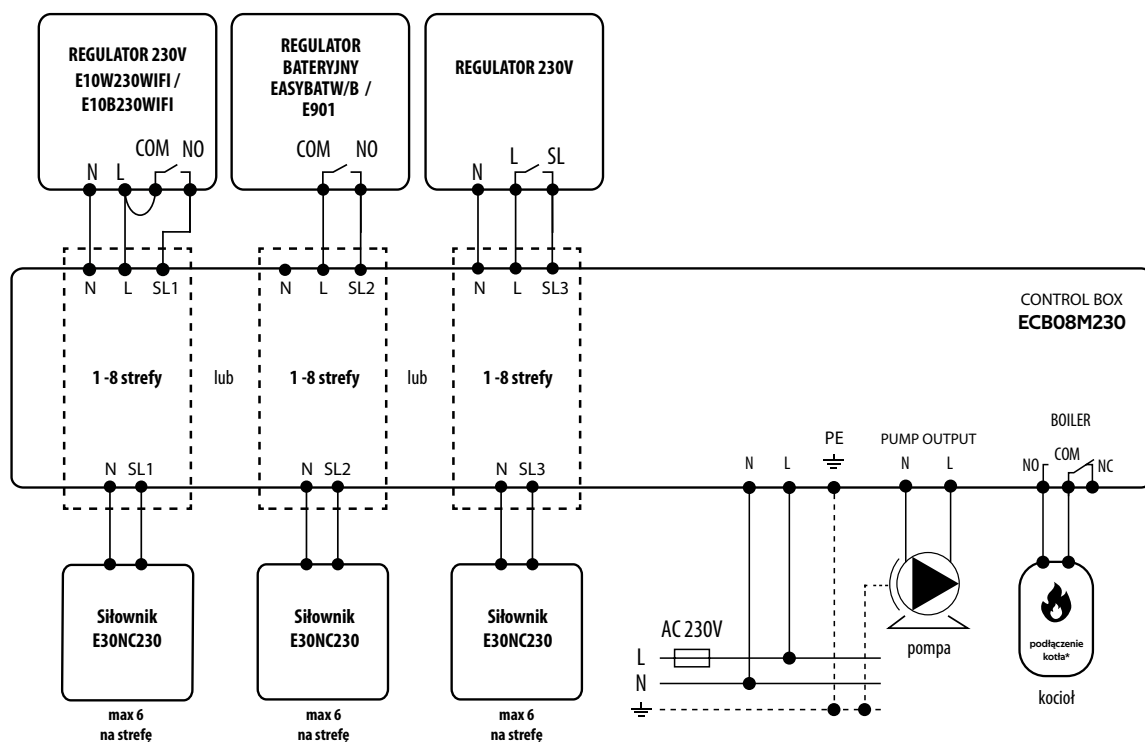 REGULATOR 230V
E10W230WIFI /
E10B230WIFI
COM NO
N L
REGULATOR
BATERYJNY
EASYBATW/B /
E901
COM NO
REGULATOR 230V
L SL
N
N L SL1
N L SL2
N L SL3
CONTROL BOX
ECB08M230
1 -8 strefy
lub
1 -8 strefy
lub
1 -8 strefy
N SL1
N SL2
N SL3
N L
PE
PUMP OUTPUT
N L
BOILER
NO COM NC
Siłownik
E30NC230
max 6
na strefę
Siłownik
E30NC230
max 6
na strefę
Siłownik
E30NC230
max 6
na strefę
AC 230V
L
N
pompa
podłączenie
kotła*
kocioł